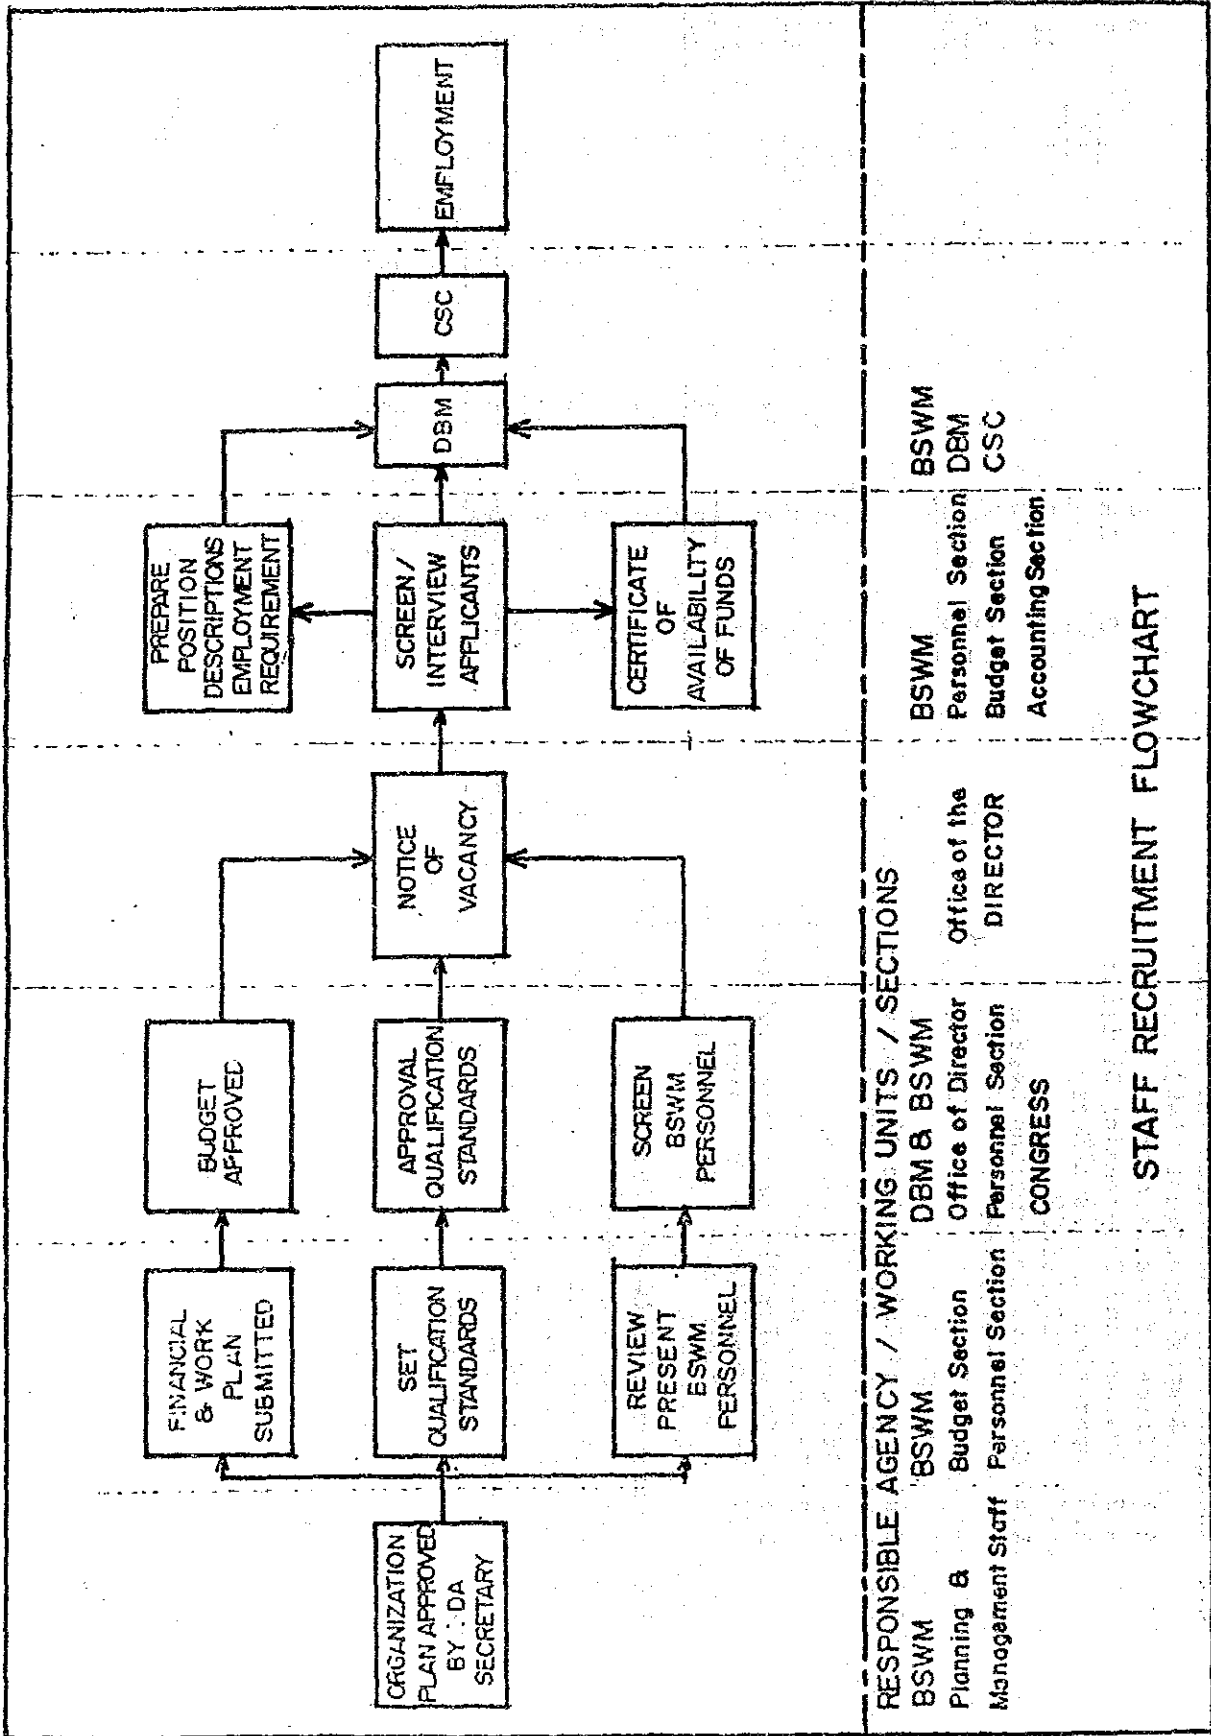 ORGANIZATION
PLAN APPROVED
BY : DA
SECRETARY
FINANCIAL
& WORK
PLAN
SUBMITTED
SET
QUALIFICATION
STANDARDS
REVIEW
PRESENT
BSWM
PERSONNEL
BUDGET
APPROVED
APPROVAL
QUALIFICATION
STANDARDS
SCREEN
BSWM
PERSONNEL
NOTICE
OF
VACANCY
PREPARE
POSITION
DESCRIPTIONS
EMPLOYMENT
REQUIREMENT
SCREEN /
INTERVIEW
APPLICANTS
CERTIFICATE
OF
AVAILABILITY
OF FUNDS
DBM
CSC
EMPLOYMENT
RESPONSIBLE AGENCY / WORKING UNITS / SECTIONS
BSWM
Planning &
Management Staff
BSWM
Budget Section
Personnel Section
DBM & BSWM
Office of Director
Personnel Section
CONGRESS
Office of the
DIRECTOR
BSWM
Personnel Section
Budget Section
Accounting Section
BSWM
DBM
CSC
STAFF RECRUITMENT FLOWCHART